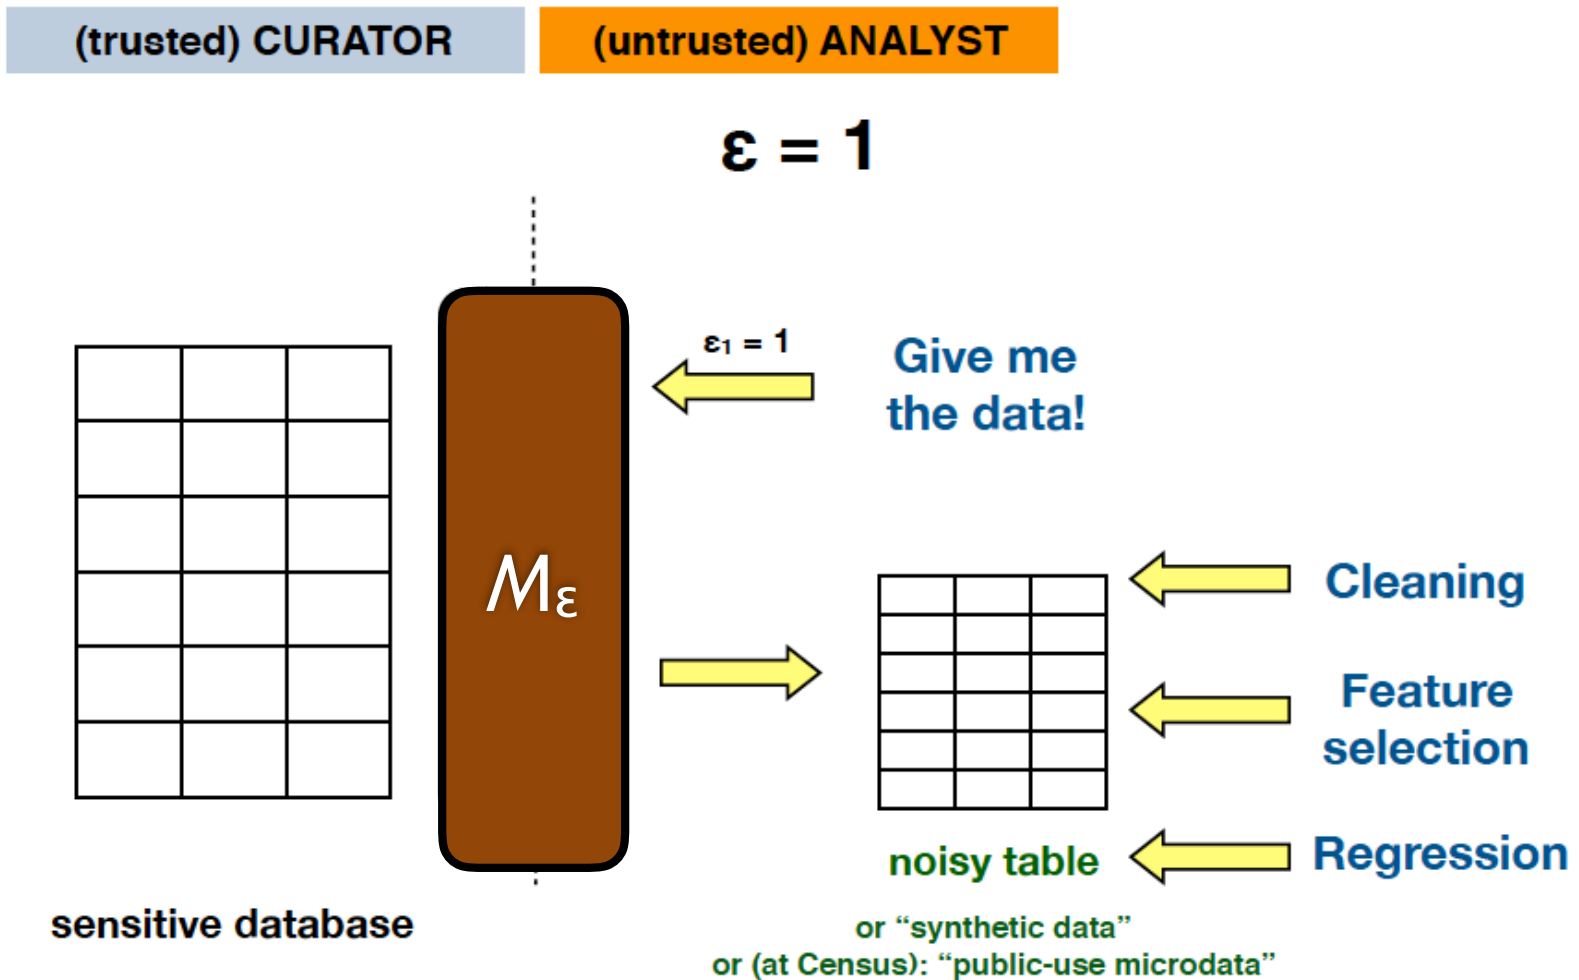 (trusted) CURATOR
(untrusted) ANALYST
ε = 1
ε₁ = 1
Give me
the data!
Mε
Cleaning
Feature
selection
noisy table
Regression
sensitive database
or “synthetic data”
or (at Census): “public-use microdata”